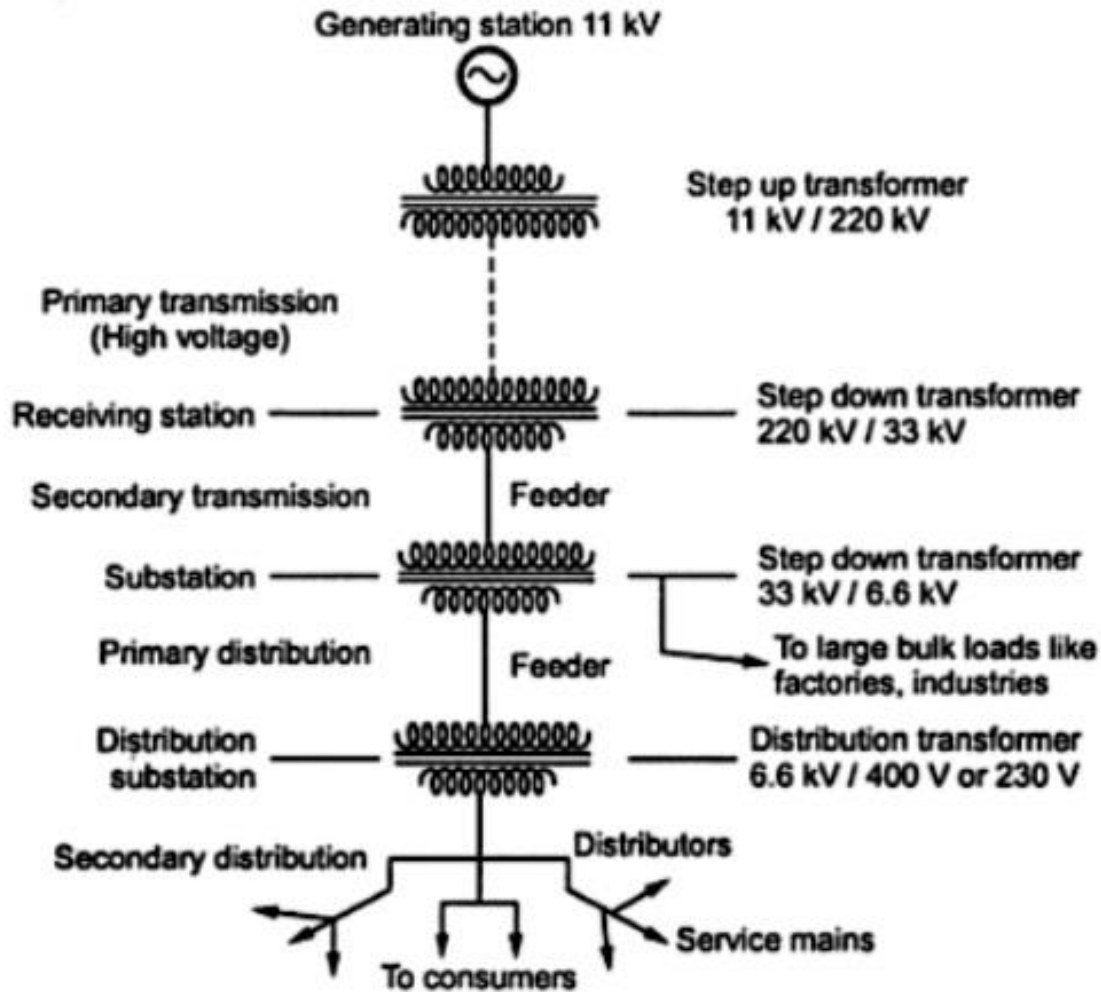 Generating station 11 kV
Step up transformer
11 kV / 220 kV
Primary transmission
(High voltage)
Receiving station
Step down transformer
220 kV / 33 kV
Secondary transmission
Feeder
Substation
Step down transformer
33 kV / 6.6 kV
Primary distribution
Feeder
To large bulk loads like
factories, industries
Distribution
substation
Distribution transformer
6.6 kV / 400 V or 230 V
Secondary distribution
Distributors
Service mains
To consumers